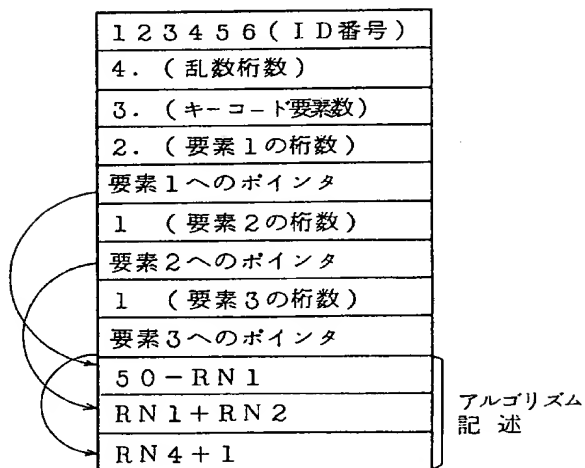 123456(ID番号)
4.(乱数桁数)
3.(キーコード要素数)
2.(要素1の桁数)
要素1へのポインタ
1 (要素2の桁数)
要素2へのポインタ
1 (要素3の桁数)
要素3へのポインタ
50-RN1
RN1+RN2
RN4+1
アルゴリズム
記述